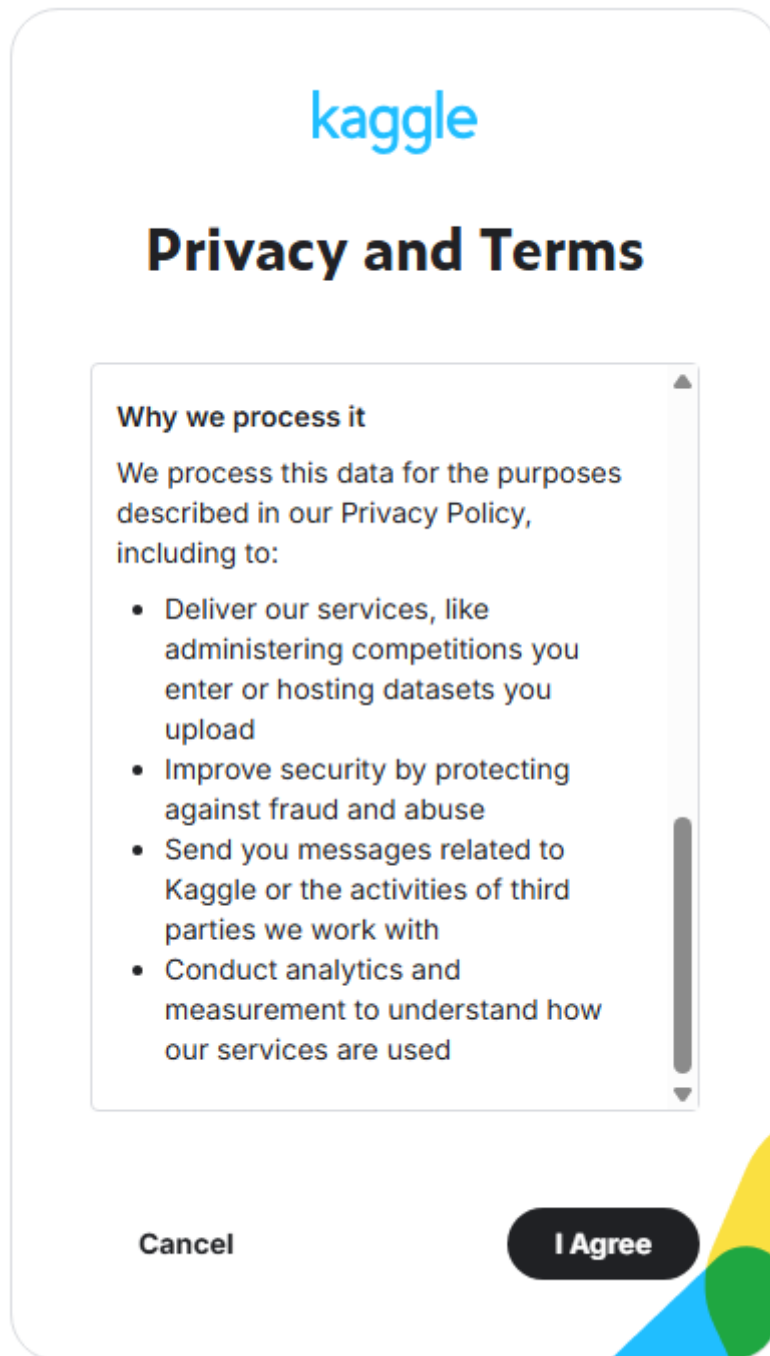 kaggle
Privacy and Terms
Why we process it
We process this data for the purposes
described in our Privacy Policy,
including to:
• Deliver our services, like
administering competitions you
enter or hosting datasets you
upload
• Improve security by protecting
against fraud and abuse
• Send you messages related to
Kaggle or the activities of third
parties we work with
• Conduct analytics and
measurement to understand how
our services are used
Cancel
I Agree